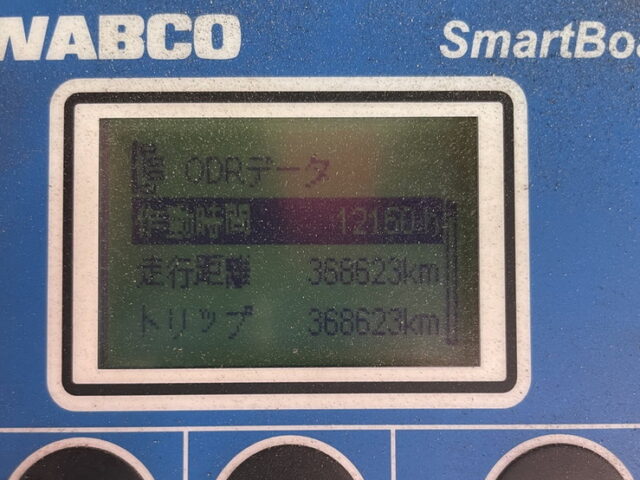 WABCO
SmartBoa
ODRデータ
作動時間 12150h
走行距離 368623km
トリップ 368623km